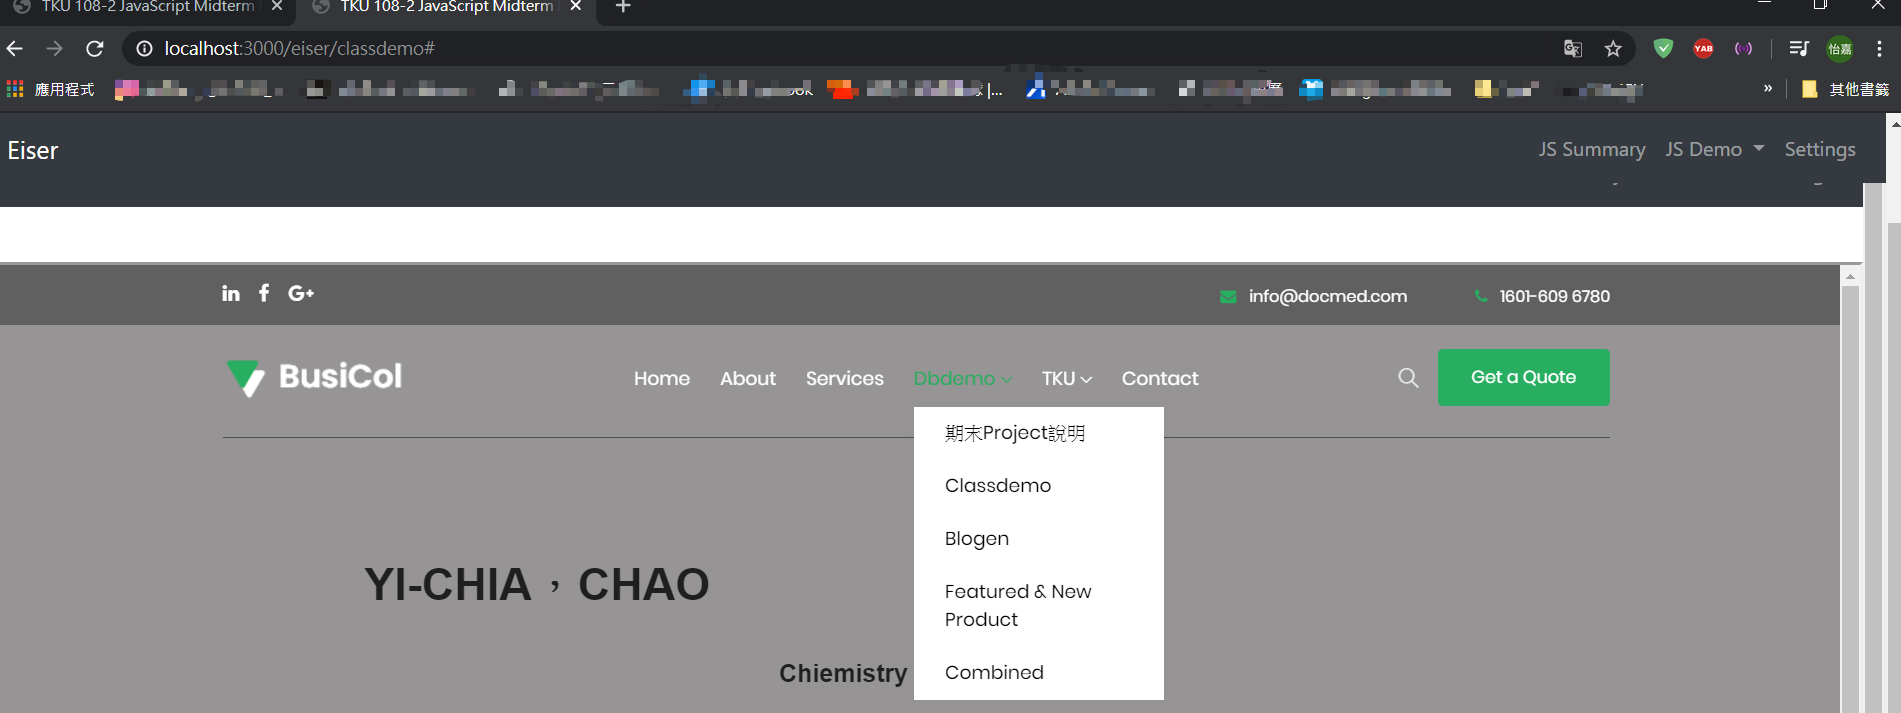 TKU 108-2 JavaScript Midterm
TKU 108-2 JavaScript Midterm
localhost:3000/eiser/classdemo#
YAB
怡嘉
應用程式
其他書籤
Eiser
JS Summary
JS Demo
Settings
in f G+
info@docmed.com
1601-609 6780
BusiCol
Home
About
Services
Dbdemo
TKU
Contact
Get a Quote
期末Project說明
Classdemo
Blogen
Featured & New
Product
Combined
YI-CHIA，CHAO
Chiemistry